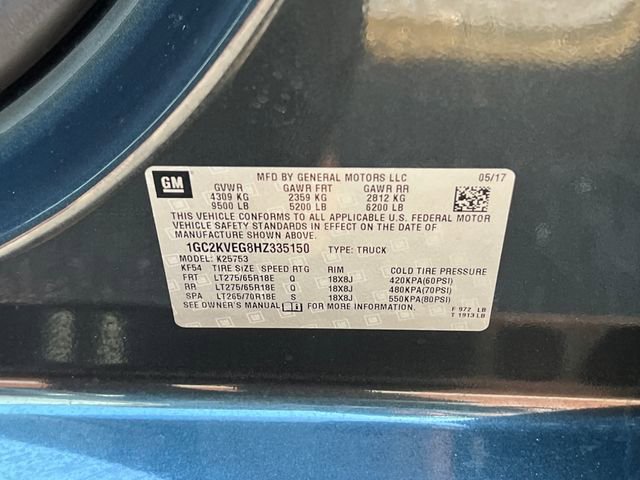 GM
MFD BY GENERAL MOTORS LLC 05/17
GVWR GAWR FRT GAWR RR
4309 KG 2359 KG 2812 KG
9500 LB 5200 LB 6200 LB
THIS VEHICLE CONFORMS TO ALL APPLICABLE U.S. FEDERAL MOTOR
VEHICLE SAFETY STANDARDS IN EFFECT ON THE DATE OF
MANUFACTURE SHOWN ABOVE.
1GC2KVEG8HZ335150 TYPE: TRUCK
MODEL: K25753
KF54 TIRE SIZE SPEED RTG RIM COLD TIRE PRESSURE
FRT LT275/65R18E Q 18X8J 420KPA(60PSI)
RR LT275/65R18E Q 18X8J 480KPA(70PSI)
SPA LT265/70R18E S 18X8J 550KPA(80PSI)
SEE OWNER'S MANUAL FOR MORE INFORMATION. F 972 LB
T 1913 LB